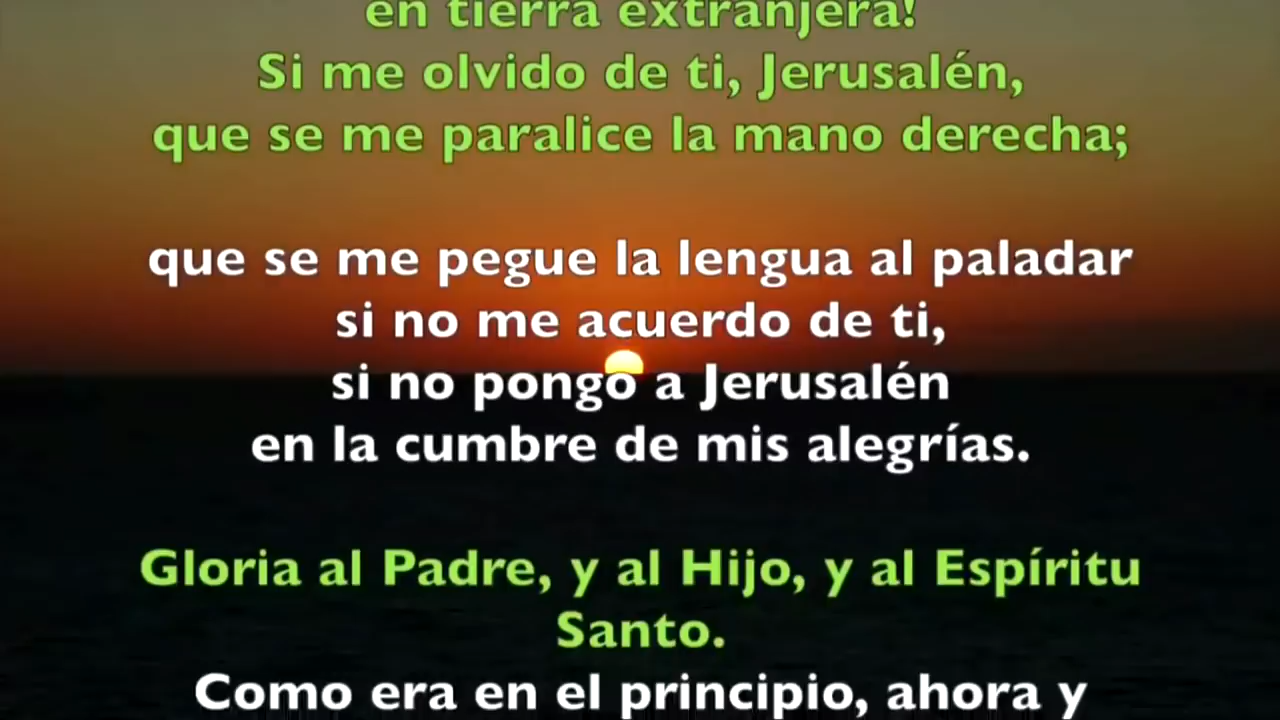 en tierra extranjera!
Si me olvido de ti, Jerusalén,
que se me paralice la mano derecha;
que se me pegue la lengua al paladar
si no me acuerdo de ti,
si no pongo a Jerusalén
en la cumbre de mis alegrías.
Gloria al Padre, y al Hijo, y al Espíritu
Santo.
Como era en el principio, ahora y